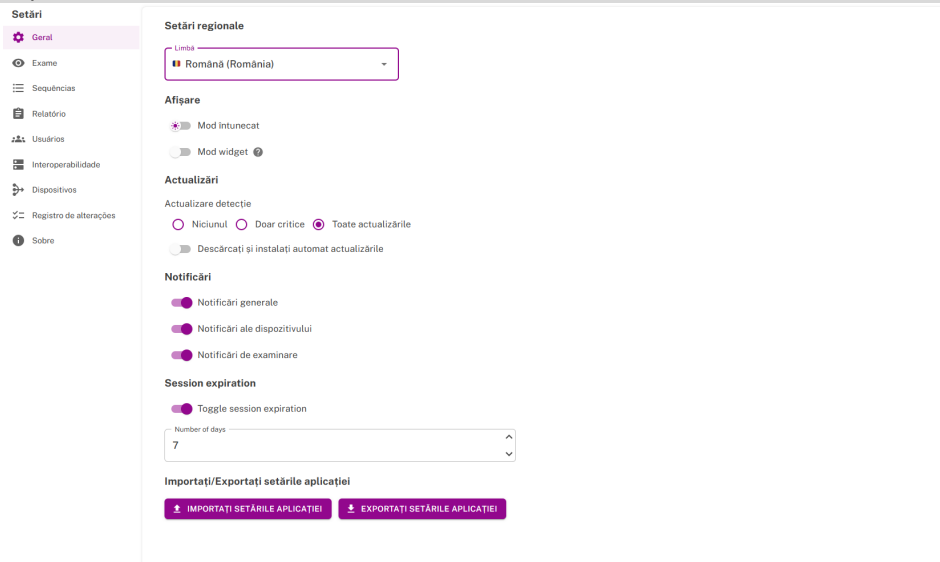 Setări
Geral
Exame
Sequências
Relatório
Usuários
Interoperabilidade
Dispositivos
Registro de alterações
Sobre
Setări regionale
Limbă
Română (România)
Afișare
Mod întunecat
Mod widget
Actualizări
Actualizare detecție
Niciunul Doar critice Toate actualizările
Descărcați și instalați automat actualizările
Notificări
Notificări generale
Notificări ale dispozitivului
Notificări de examinare
Session expiration
Toggle session expiration
Number of days
7
Importați/Exportați setările aplicației
IMPORTAȚI SETĂRILE APLICAȚIEI EXPORTAȚI SETĂRILE APLICAȚIEI